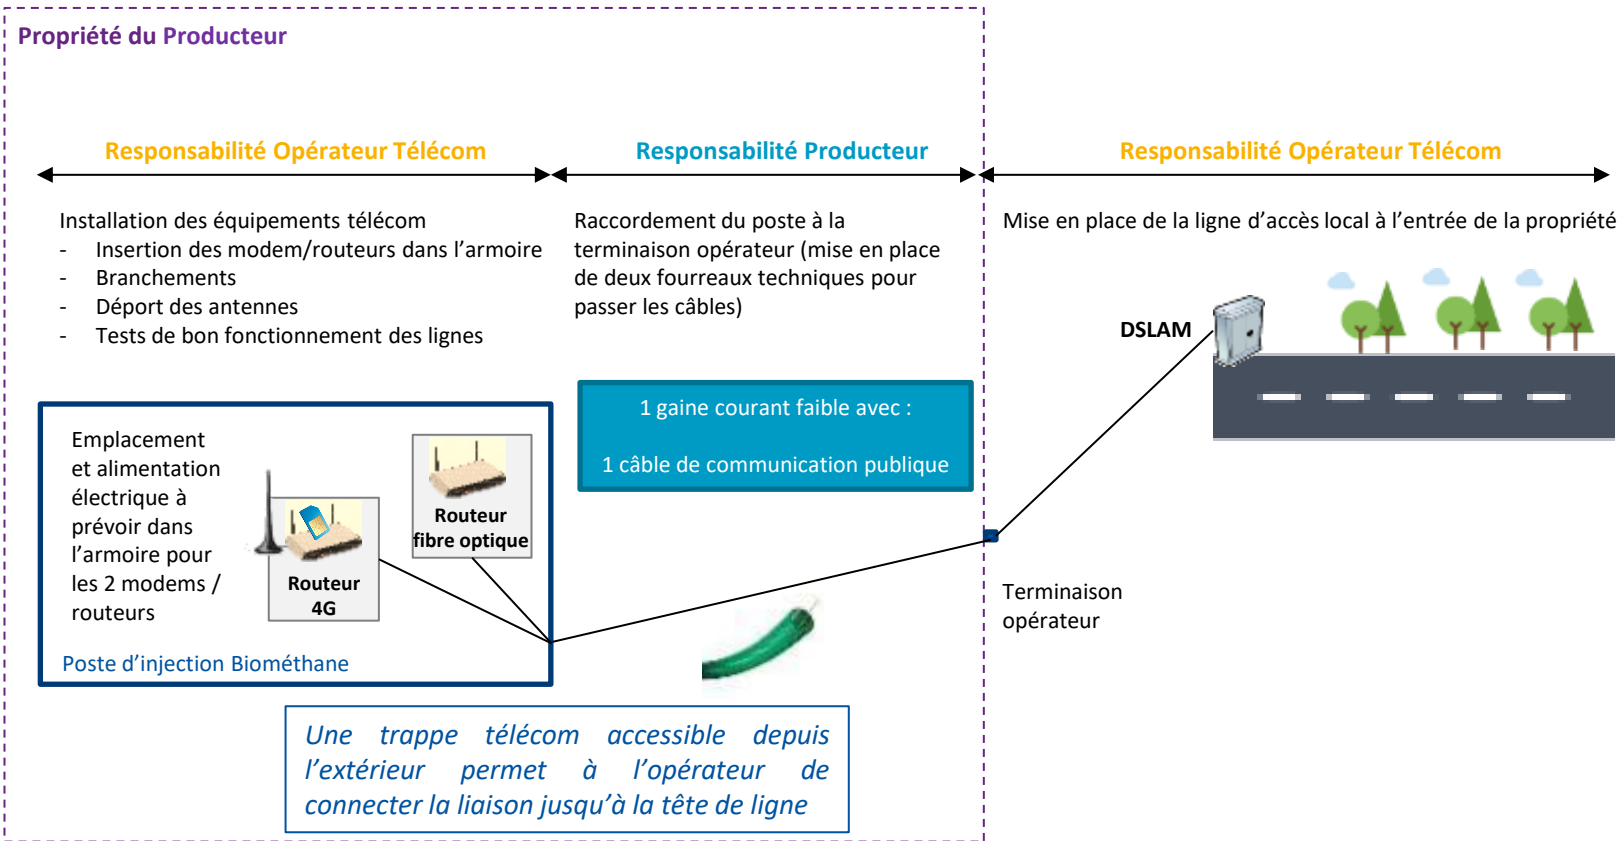 Propriété du Producteur
Responsabilité Opérateur Télécom
Responsabilité Producteur
Responsabilité Opérateur Télécom
Installation des équipements télécom
- Insertion des modem/routeurs dans l’armoire
- Branchements
- Déport des antennes
- Tests de bon fonctionnement des lignes
Raccordement du poste à la
terminaison opérateur (mise en place
de deux fourreaux techniques pour
passer les câbles)
Mise en place de la ligne d’accès local à l’entrée de la propriété
DSLAM
1 gaine courant faible avec :
1 câble de communication publique
Emplacement
et alimentation
électrique à
prévoir dans
l’armoire pour
les 2 modems /
routeurs
Routeur
4G
Routeur
fibre optique
Poste d’injection Biométhane
Terminaison
opérateur
Une trappe télécom accessible depuis
l’extérieur permet à l’opérateur de
connecter la liaison jusqu’à la tête de ligne